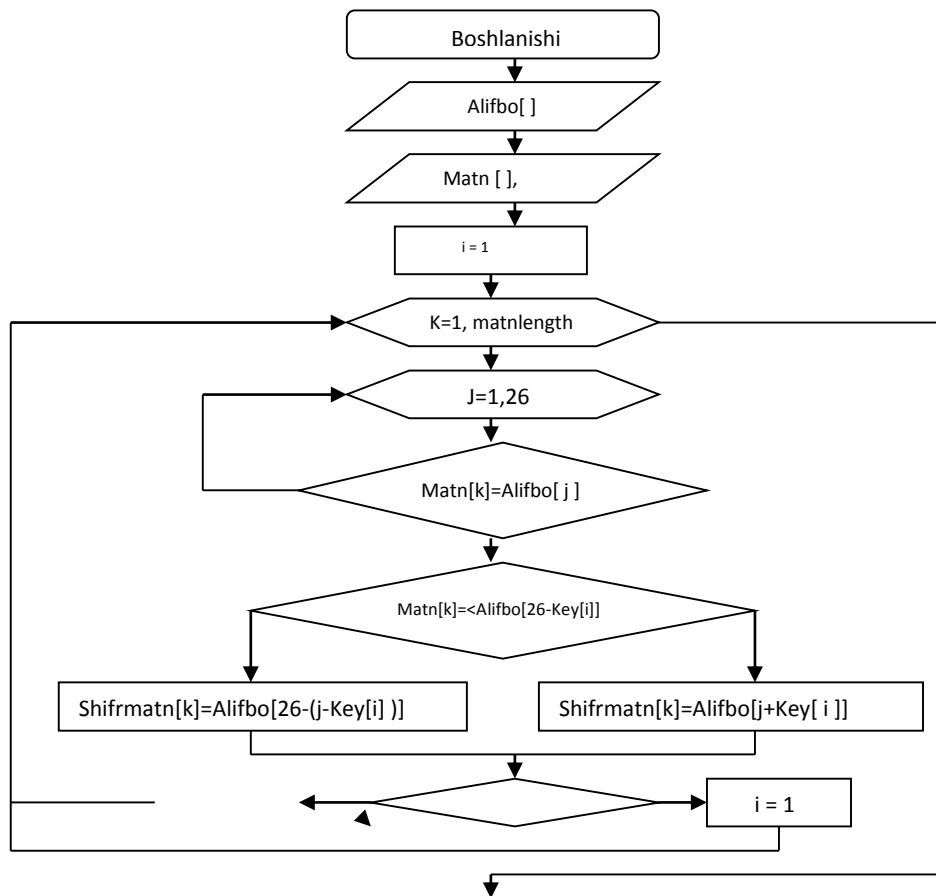 Boshlanishi
Alifbo[ ]
Matn [ ],
i = 1
K=1, matnlength
J=1,26
Matn[k]=Alifbo[ j ]
Matn[k]=<Alifbo[26-Key[i]]
Shifrmatn[k]=Alifbo[26-(j-Key[i] )]
Shifrmatn[k]=Alifbo[j+Key[ i ]]
i = 1